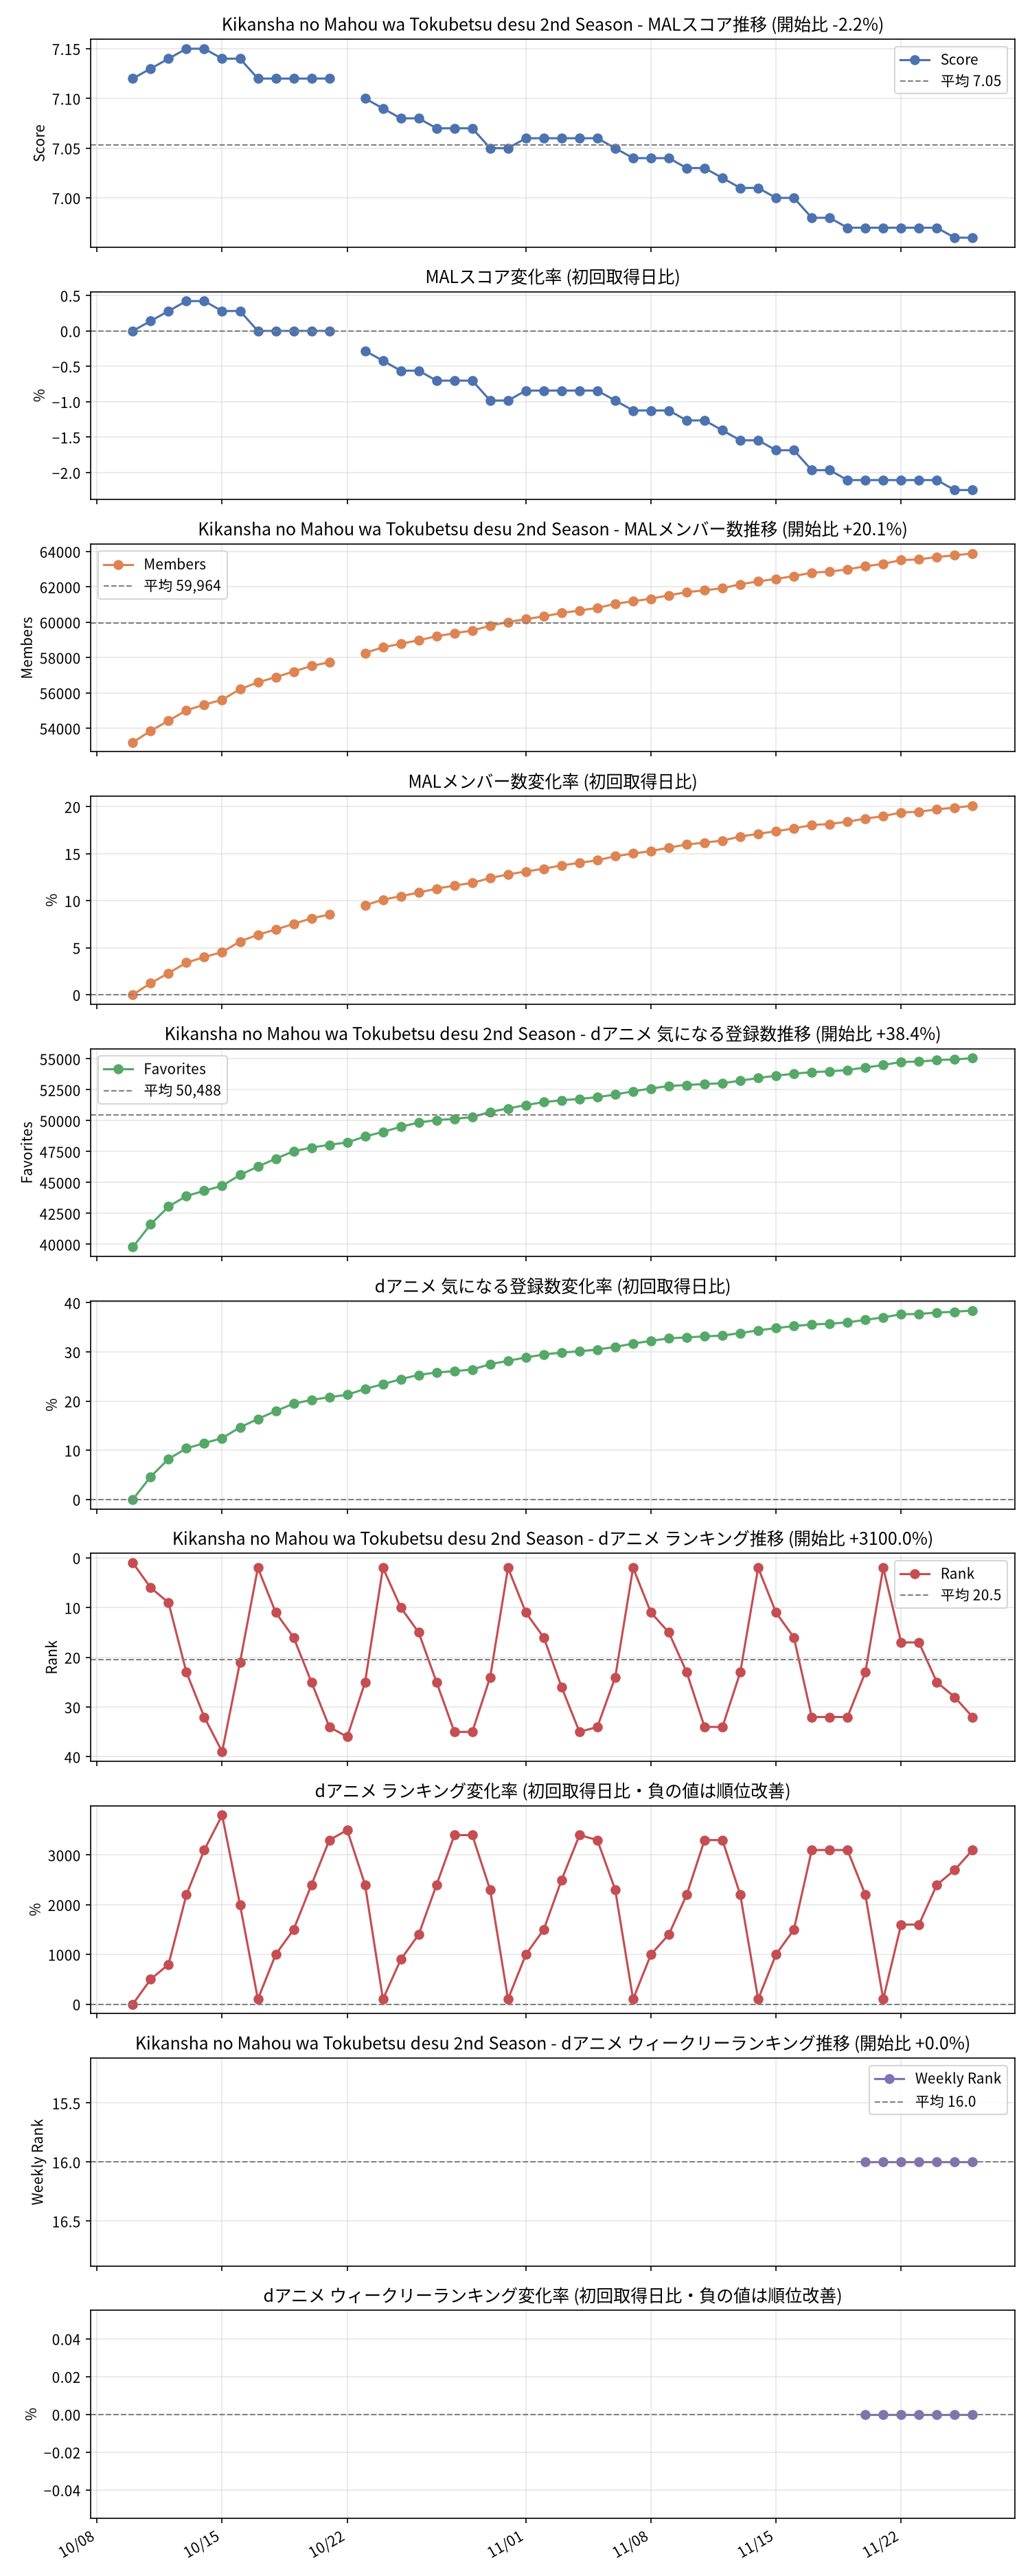 Kikansha no Mahou wa Tokubetsu desu 2nd Season - MALスコア推移 (開始比 -2.2%)
7.15
7.10
7.05
7.00
Score
Score
平均 7.05
MALスコア変化率 (初回取得日比)
0.5
0.0
−0.5
−1.0
−1.5
−2.0
%
Kikansha no Mahou wa Tokubetsu desu 2nd Season - MALメンバー数推移 (開始比 +20.1%)
64000
62000
60000
58000
56000
54000
Members
Members
平均 59,964
MALメンバー数変化率 (初回取得日比)
20
15
10
5
0
%
Kikansha no Mahou wa Tokubetsu desu 2nd Season - dアニメ 気になる登録数推移 (開始比 +38.4%)
55000
52500
50000
47500
45000
42500
40000
Favorites
Favorites
平均 50,488
dアニメ 気になる登録数変化率 (初回取得日比)
40
30
20
10
0
%
Kikansha no Mahou wa Tokubetsu desu 2nd Season - dアニメ ランキング推移 (開始比 +3100.0%)
0
10
20
30
40
Rank
Rank
平均 20.5
dアニメ ランキング変化率 (初回取得日比・負の値は順位改善)
3000
2000
1000
0
%
Kikansha no Mahou wa Tokubetsu desu 2nd Season - dアニメ ウィークリーランキング推移 (開始比 +0.0%)
15.5
16.0
16.5
Weekly Rank
Weekly Rank
平均 16.0
dアニメ ウィークリーランキング変化率 (初回取得日比・負の値は順位改善)
0.04
0.02
0.00
−0.02
−0.04
%
10/08
10/15
10/22
11/01
11/08
11/15
11/22